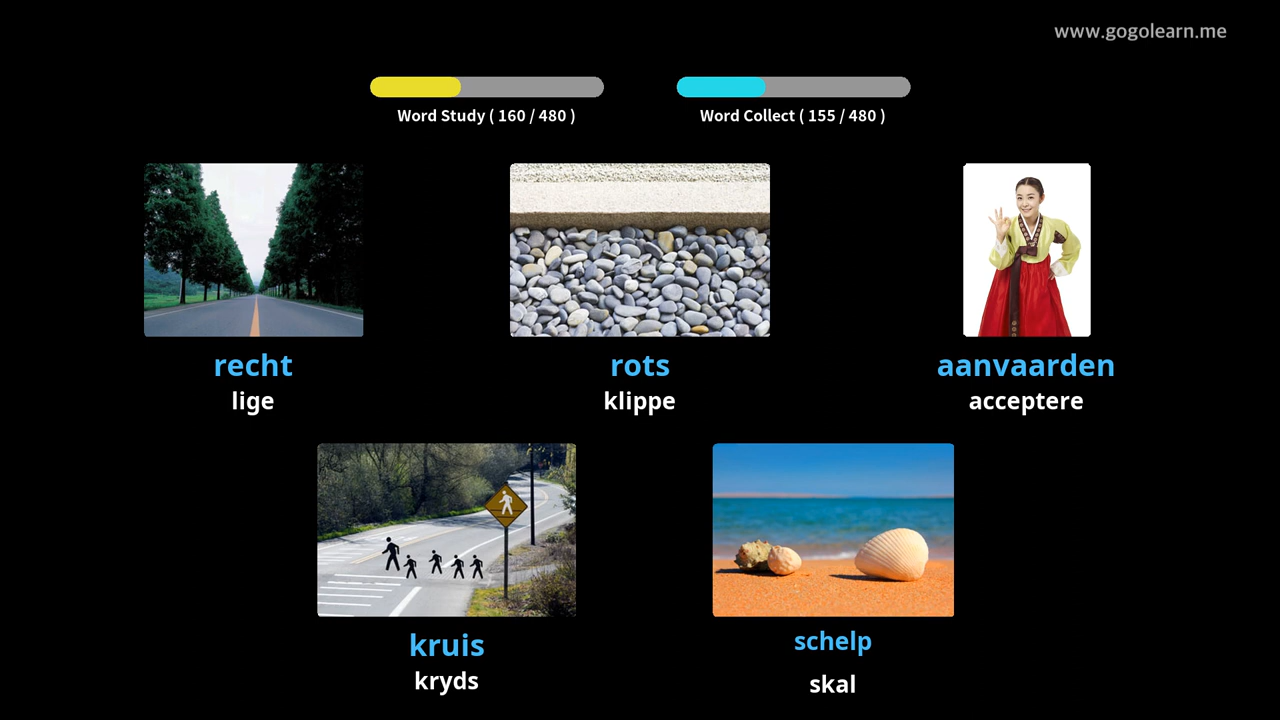 www.gogolearn.me
Word Study ( 160 / 480 )
Word Collect ( 155 / 480 )
recht
lige
rots
klippe
aanvaarden
acceptere
kruis
kryds
schelp
skal